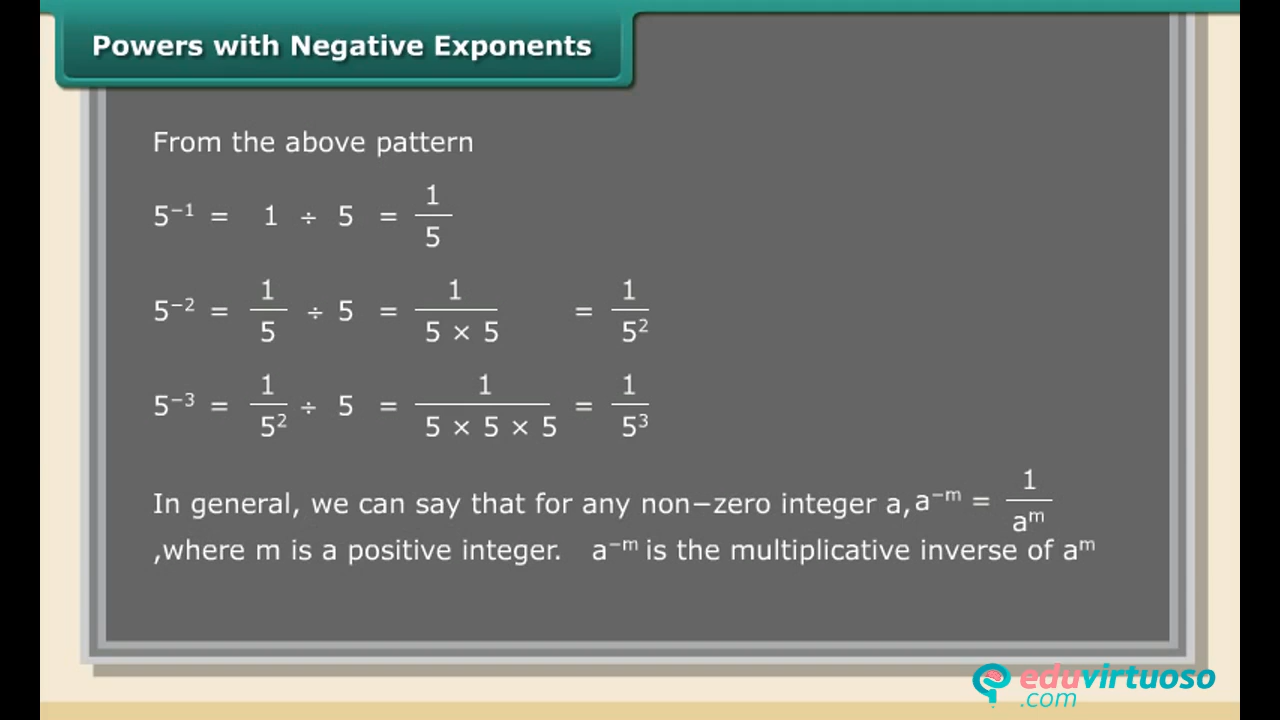 Powers with Negative Exponents
From the above pattern
5⁻¹ = 1 ÷ 5 = 1/5
5⁻² = 1/5 ÷ 5 = 1/(5 × 5) = 1/5²
5⁻³ = 1/5² ÷ 5 = 1/(5 × 5 × 5) = 1/5³
In general, we can say that for any non−zero integer a, a⁻ᵐ = 1/aᵐ
,where m is a positive integer. a⁻ᵐ is the multiplicative inverse of aᵐ
eduvirtuoso
.com